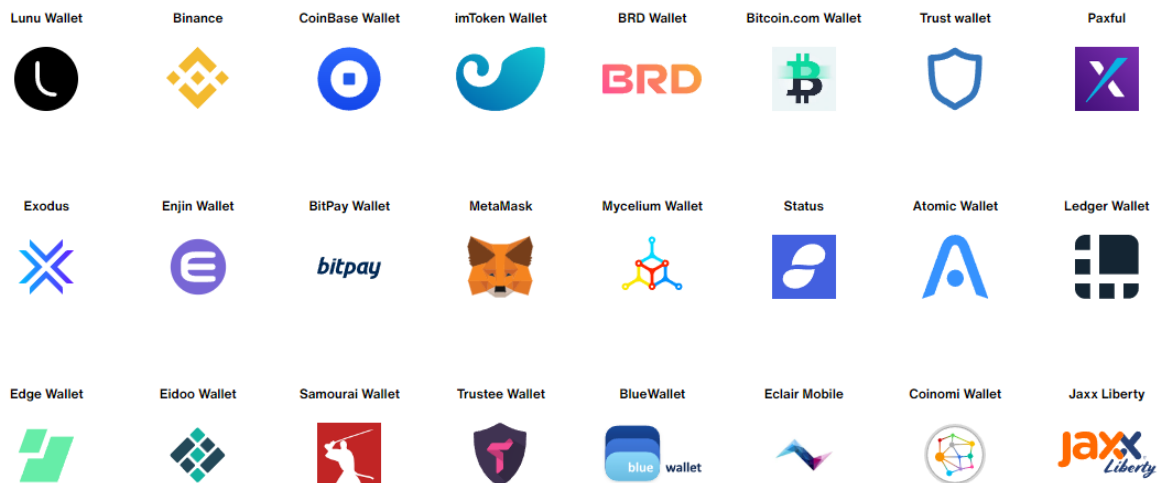 Lunu Wallet
Binance
CoinBase Wallet
imToken Wallet
BRD Wallet
Bitcoin.com Wallet
Trust wallet
Paxful
BRD
Exodus
Enjin Wallet
BitPay Wallet
MetaMask
Mycelium Wallet
Status
Atomic Wallet
Ledger Wallet
bitpay
Edge Wallet
Eidoo Wallet
Samourai Wallet
Trustee Wallet
BlueWallet
Eclair Mobile
Coinomi Wallet
Jaxx Liberty
blue wallet
jaxx
Liberty